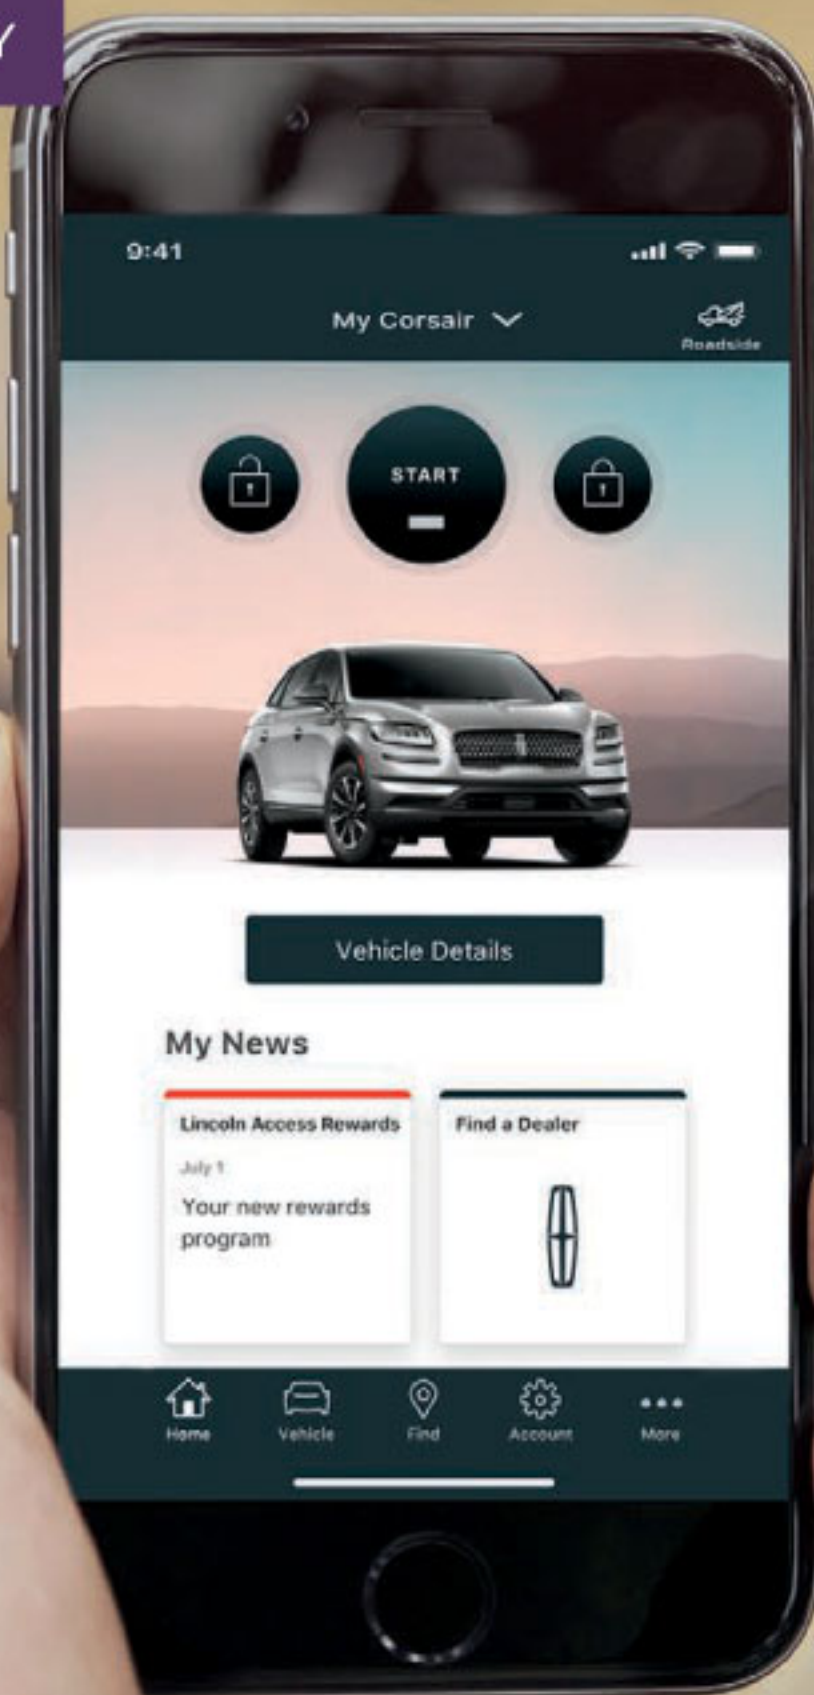 Y
9:41
My Corsair
Roadside
START
Vehicle Details
My News
Lincoln Access Rewards
Find a Dealer
July 1
Your new rewards
program
Home
Vehicle
Find
Account
More